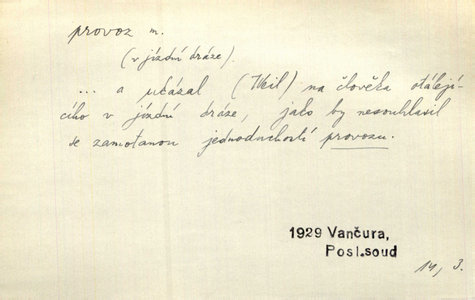 provoz m.
(v jízdní dráze).
... a ukázal (Weil) na člověka otálejí-
cího v jízdní dráze, jako by nesouhlasil
se zamotanou jednoduchostí provozu.
1929 Vančura,
Posl.soud
14, 3.